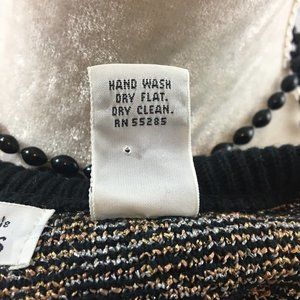 HAND WASH
DRY FLAT.
DRY CLEAN.
RN 55285